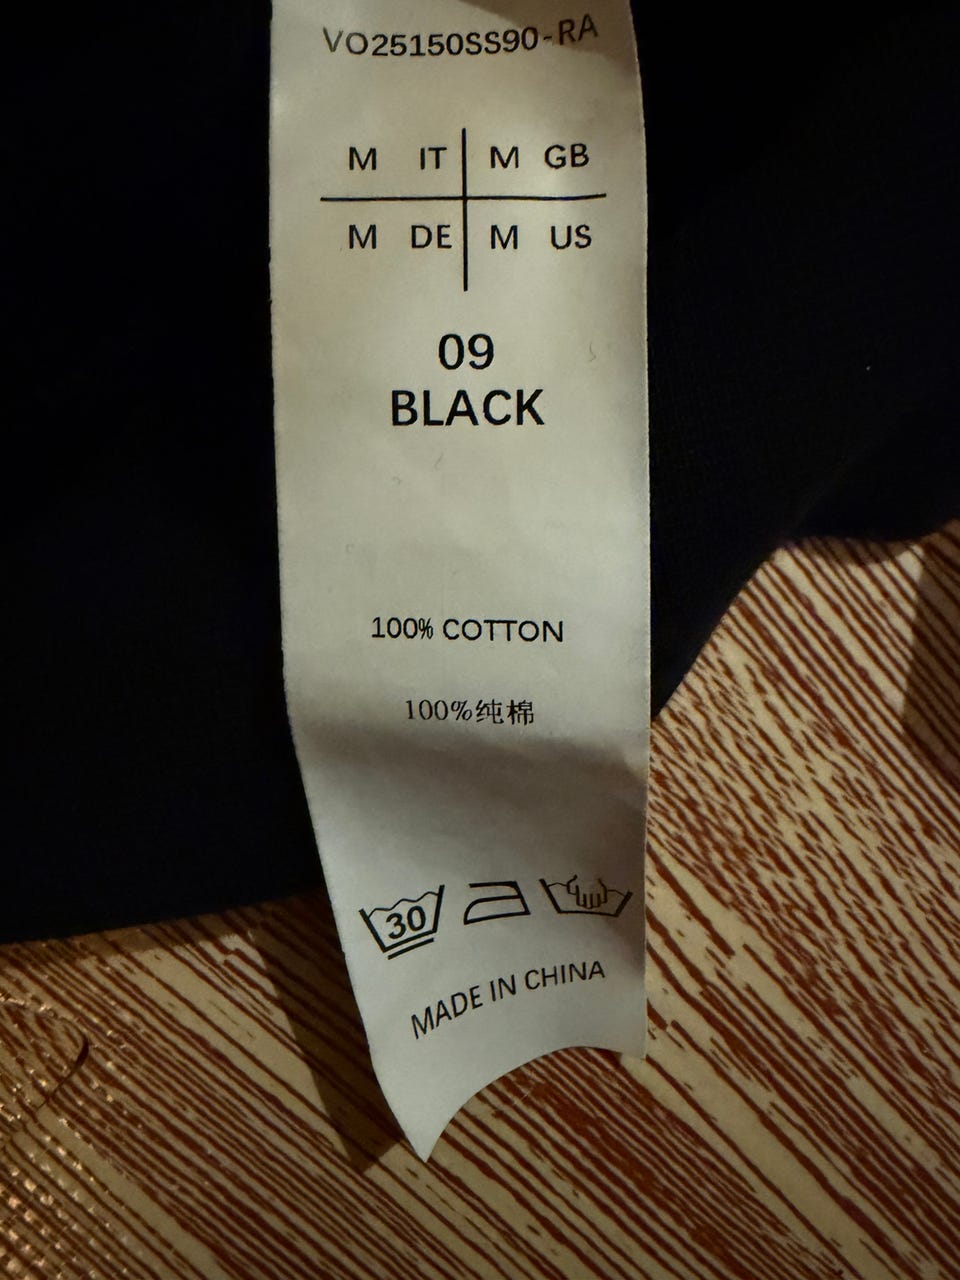 VO25150SS90-RA
M IT M GB
M DE M US
09
BLACK
100% COTTON
100%纯棉
30
MADE IN CHINA